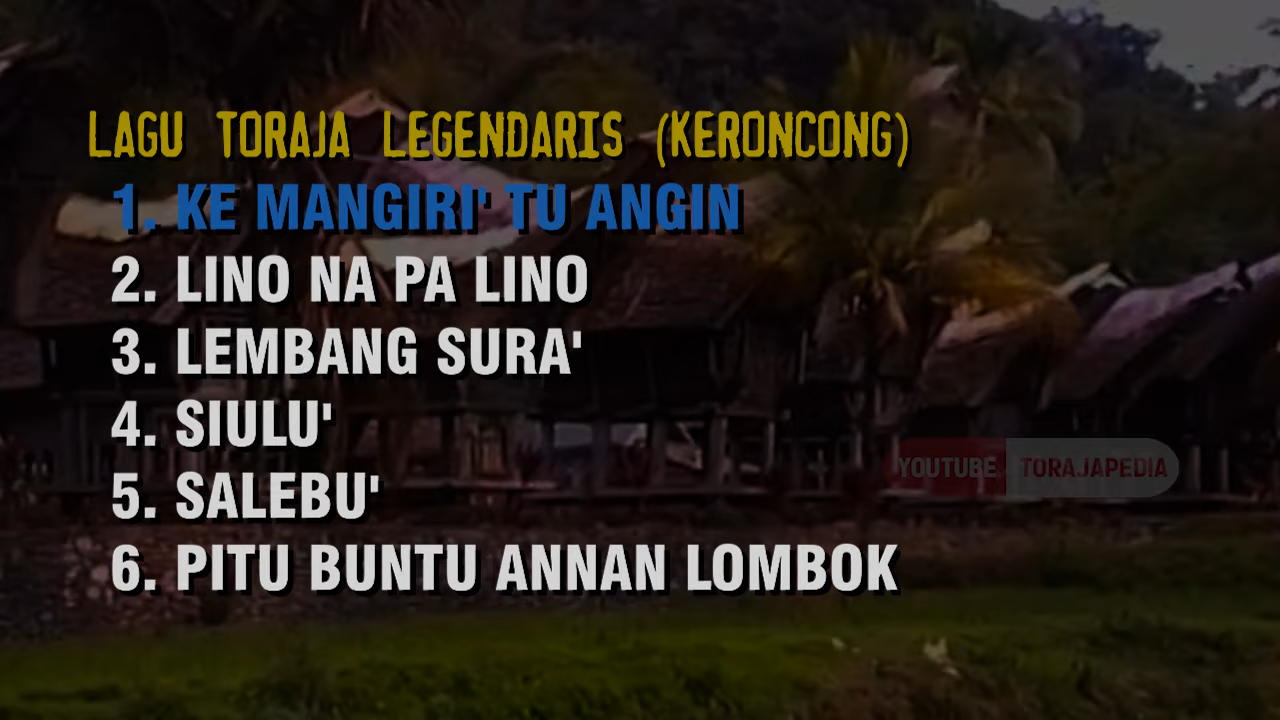 LAGU TORAJA LEGENDARIS (KERONCONG)
1. KE MANGIRI' TU ANGIN
2. LINO NA PA LINO
3. LEMBANG SURA'
4. SIULU'
YOUTUBE TORAJAPEDIA
5. SALEBU'
6. PITU BUNTU ANNAN LOMBOK